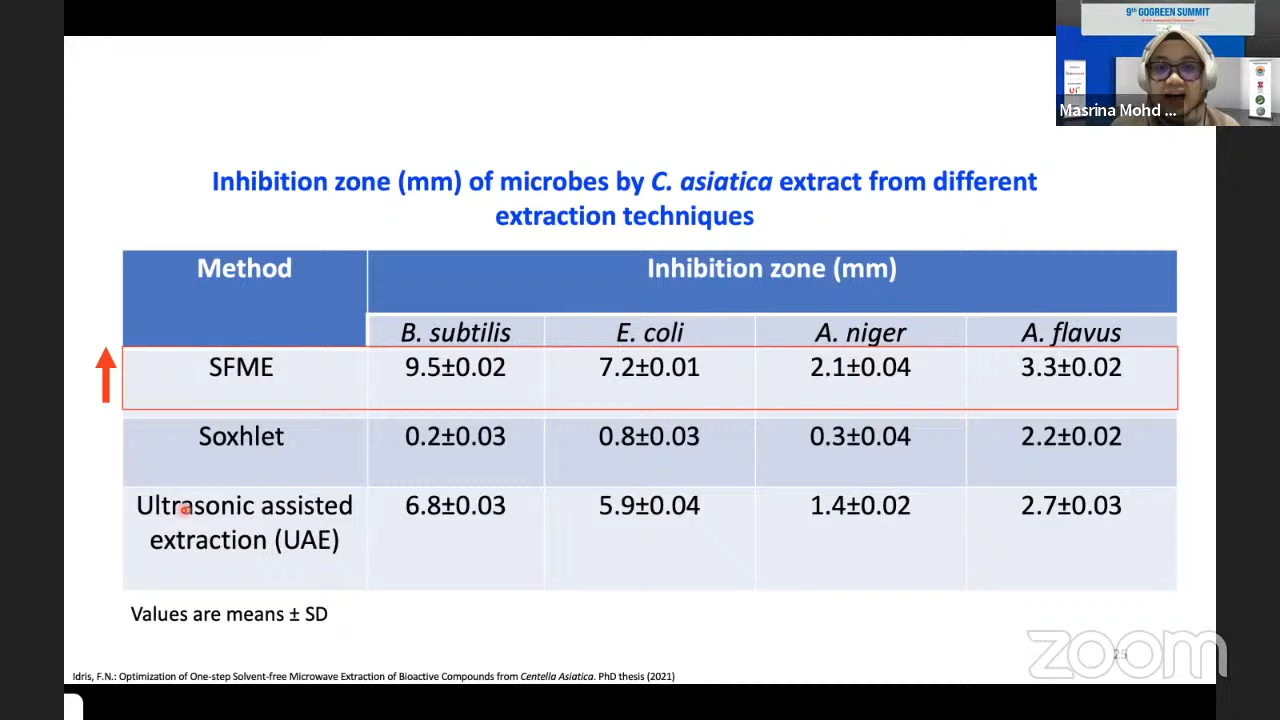 9th GOGREEN SUMMIT
Masrina Mohd ...
Inhibition zone (mm) of microbes by C. asiatica extract from different
extraction techniques
Method Inhibition zone (mm)
B. subtilis E. coli A. niger A. flavus
SFME 9.5±0.02 7.2±0.01 2.1±0.04 3.3±0.02
Soxhlet 0.2±0.03 0.8±0.03 0.3±0.04 2.2±0.02
Ultrasonic assisted 6.8±0.03 5.9±0.04 1.4±0.02 2.7±0.03
extraction (UAE)
Values are means ± SD
zoom
25
Idris, F.N.: Optimization of One-step Solvent-free Microwave Extraction of Bioactive Compounds from Centella Asiatica. PhD thesis (2021)